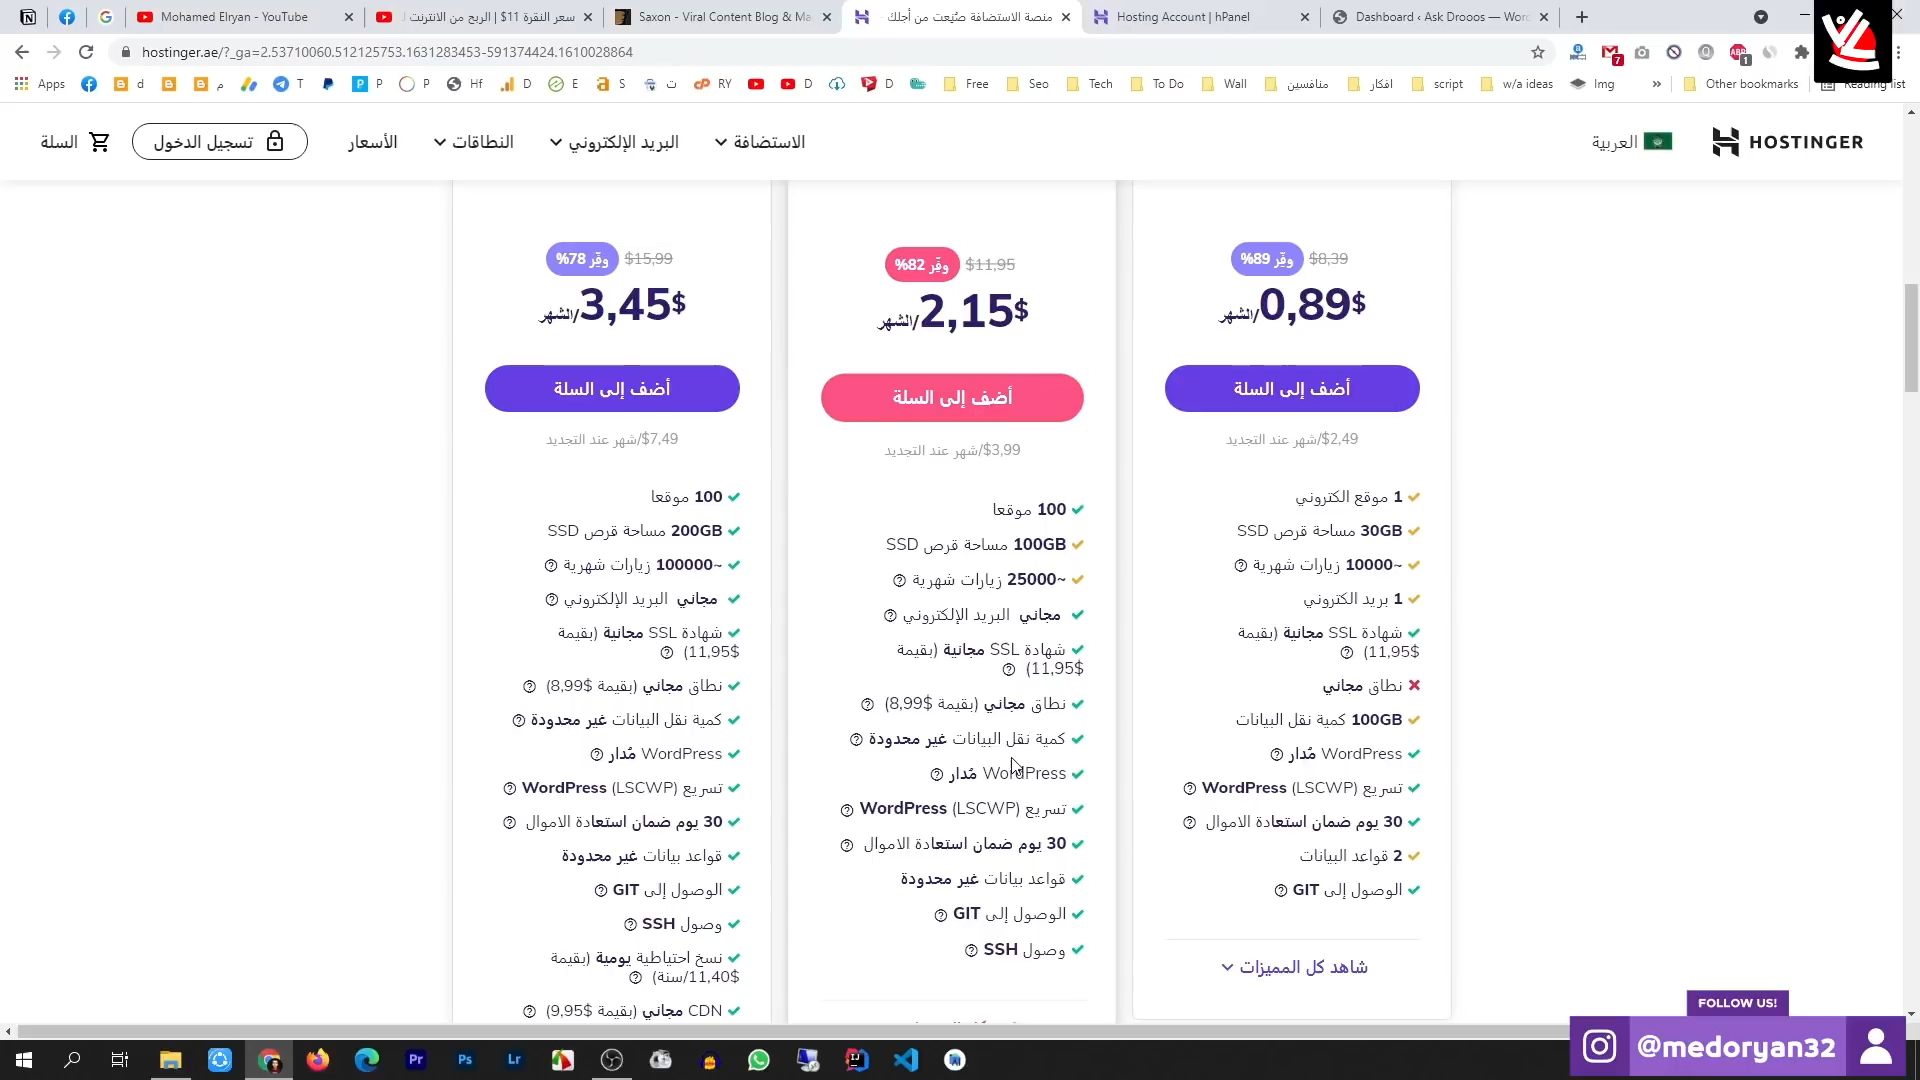 Mohamed Elryan - YouTube
سعر النقرة 11$ | الربح من الانترنت
Saxon - Viral Content Blog & Ma
منصة الاستضافة صُنِعت من أجلك
Hosting Account | hPanel
Dashboard ‹ Ask Drooos — Wor
hostinger.ae/?_ga=2.53710060.512125753.1631283453-591374424.1610028864
Apps d م T P P Hf D E S ت RY D D Free Seo Tech To Do Wall منافسين افكار script w/a ideas Img » Other bookmarks Reading list
HOSTINGER
العربية
الاستضافة
البريد الإلكتروني
النطاقات
الأسعار
تسجيل الدخول
السلة
$8,39 وفِّر 89%
$0,89/الشهر
أضف إلى السلة
$2,49/شهر عند التجديد
1 موقع الكتروني
30GB مساحة قرص SSD
~10000 زيارات شهرية
1 بريد الكتروني
شهادة SSL مجانية (بقيمة
$11,95)
نطاق مجاني
100GB كمية نقل البيانات
WordPress مُدار
تسريع WordPress (LSCWP)
30 يوم ضمان استعادة الاموال
2 قواعد البيانات
الوصول إلى GIT
شاهد كل المميزات
$11,95 وفِّر 82%
$2,15/الشهر
أضف إلى السلة
$3,99/شهر عند التجديد
100 موقعا
100GB مساحة قرص SSD
~25000 زيارات شهرية
مجاني البريد الإلكتروني
شهادة SSL مجانية (بقيمة
$11,95)
نطاق مجاني (بقيمة $8,99)
كمية نقل البيانات غير محدودة
WordPress مُدار
تسريع WordPress (LSCWP)
30 يوم ضمان استعادة الاموال
قواعد بيانات غير محدودة
الوصول إلى GIT
وصول SSH
$15,99 وفِّر 78%
$3,45/الشهر
أضف إلى السلة
$7,49/شهر عند التجديد
100 موقعا
200GB مساحة قرص SSD
~100000 زيارات شهرية
مجاني البريد الإلكتروني
شهادة SSL مجانية (بقيمة
$11,95)
نطاق مجاني (بقيمة $8,99)
كمية نقل البيانات غير محدودة
WordPress مُدار
تسريع WordPress (LSCWP)
30 يوم ضمان استعادة الاموال
قواعد بيانات غير محدودة
الوصول إلى GIT
وصول SSH
نسخ احتياطية يومية (بقيمة
$11,40/سنة)
CDN مجاني (بقيمة $9,95)
FOLLOW US!
@medoryan32
Pr Ps Lr